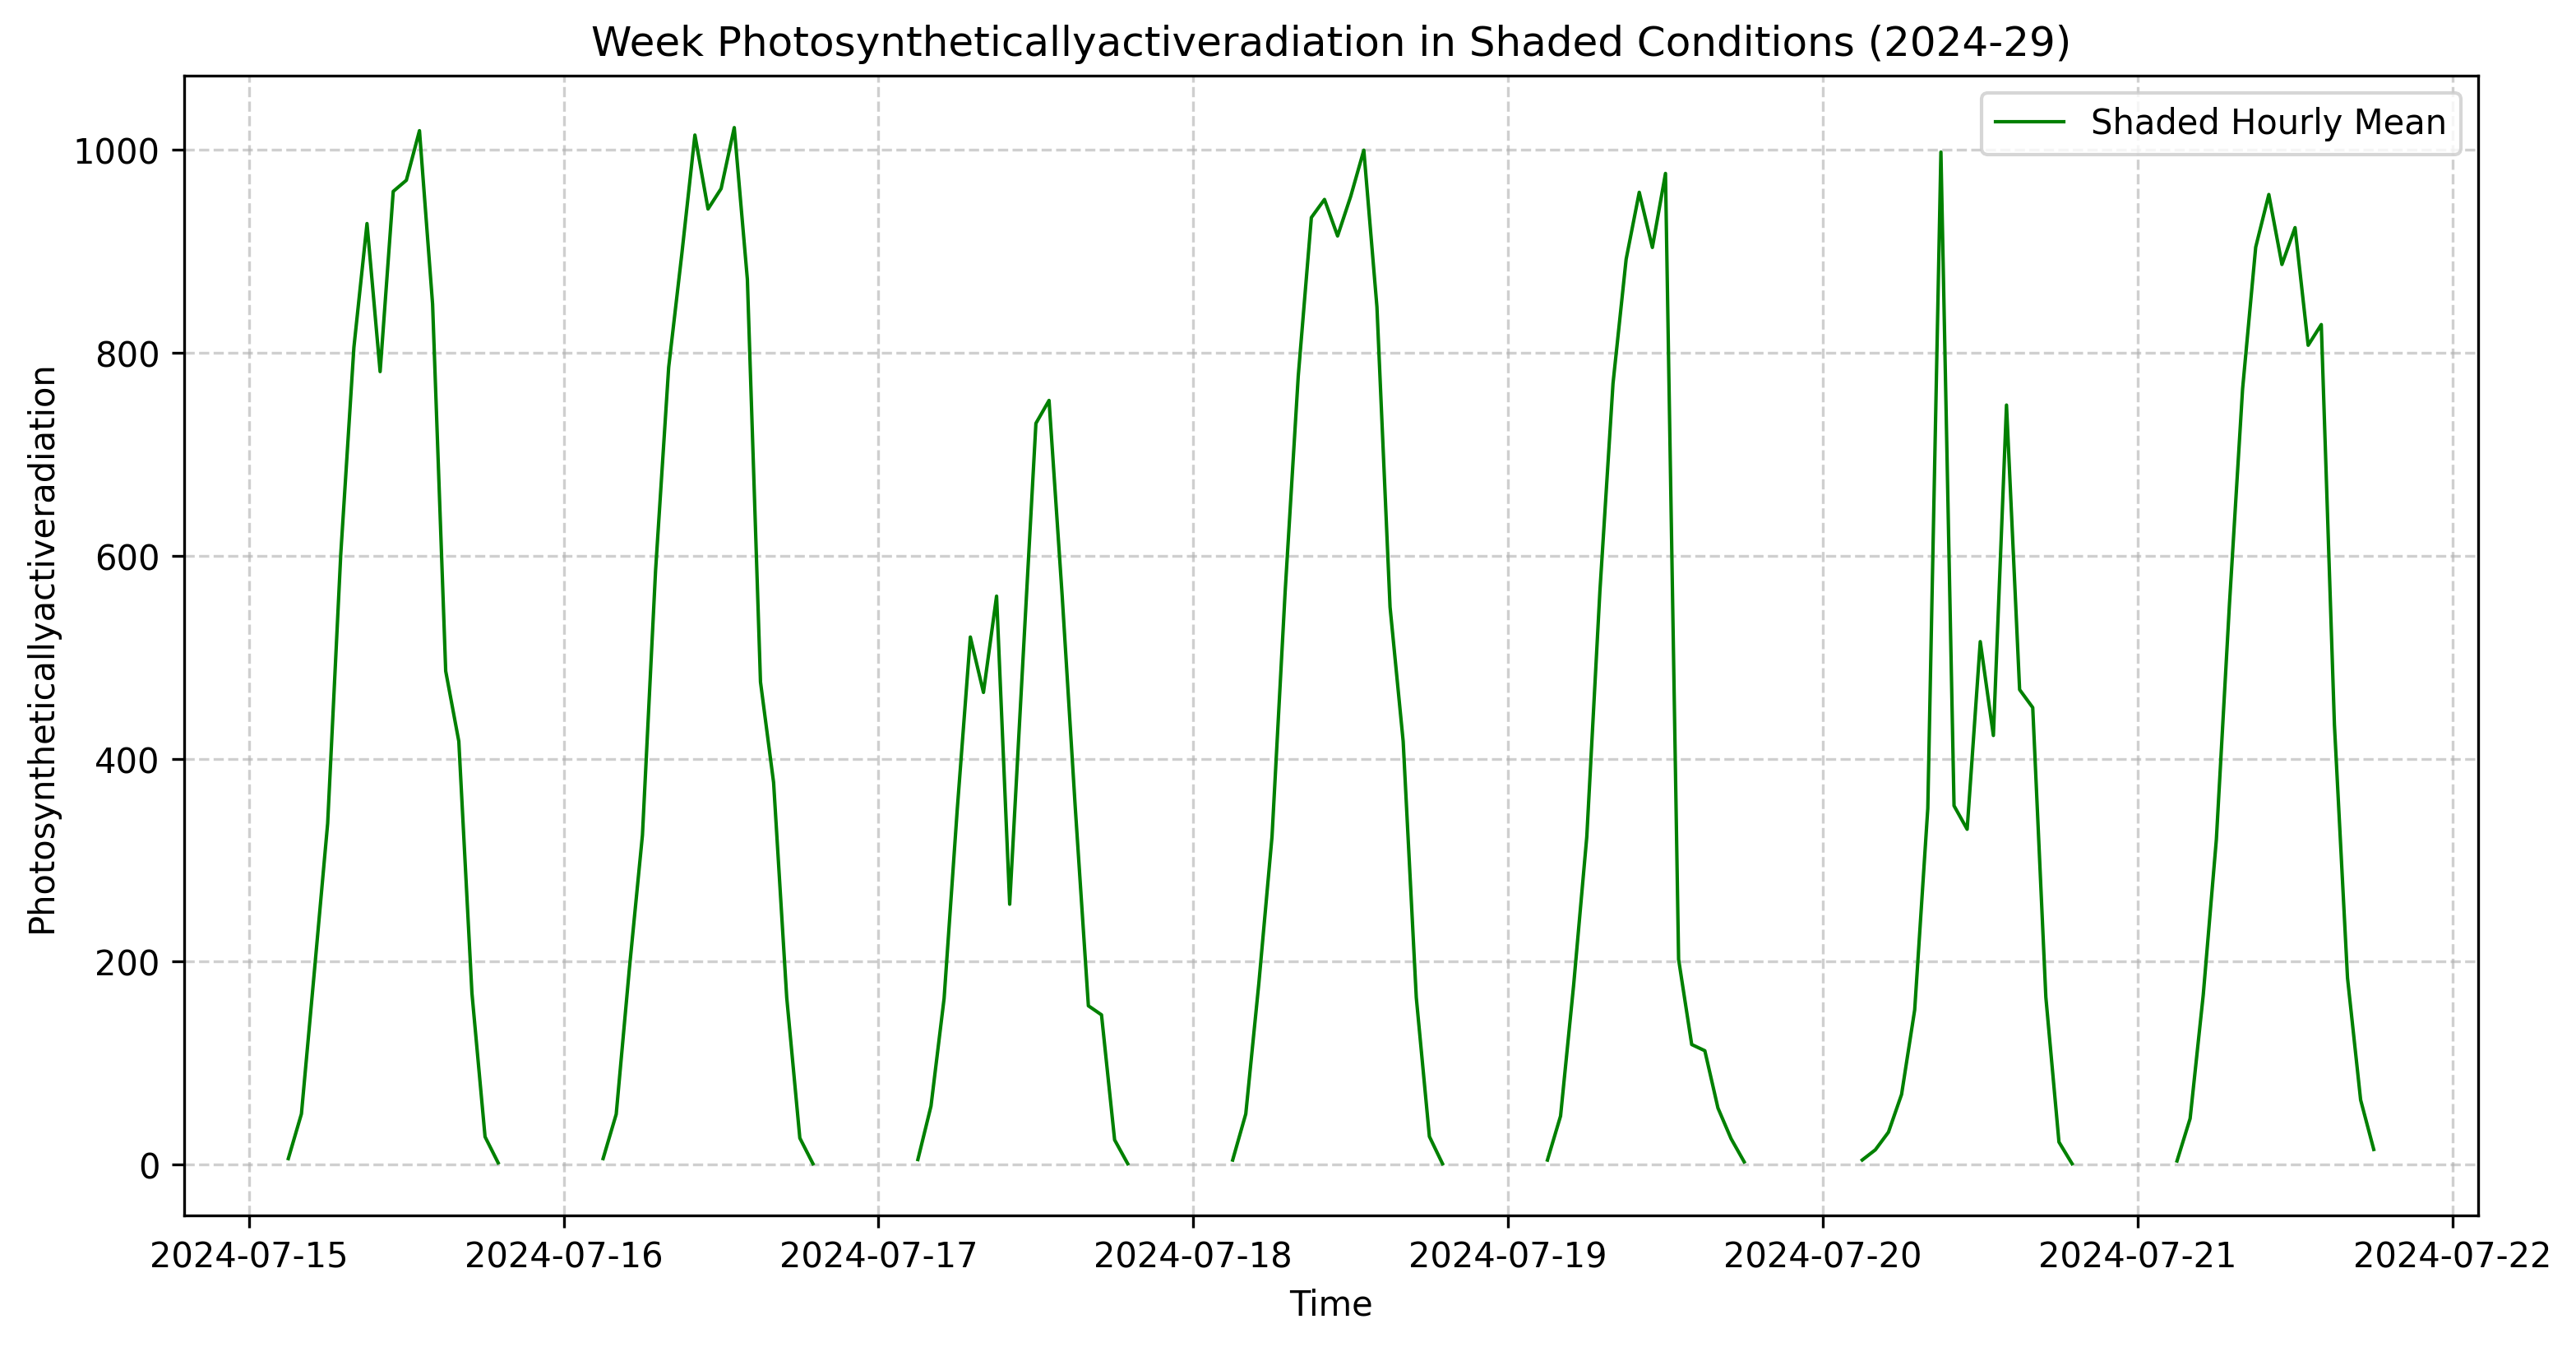 Week Photosyntheticallyactiveradiation in Shaded Conditions (2024-29)
Shaded Hourly Mean
Photosyntheticallyactiveradiation
1000
800
600
400
200
0
2024-07-15 2024-07-16 2024-07-17 2024-07-18 2024-07-19 2024-07-20 2024-07-21 2024-07-22
Time